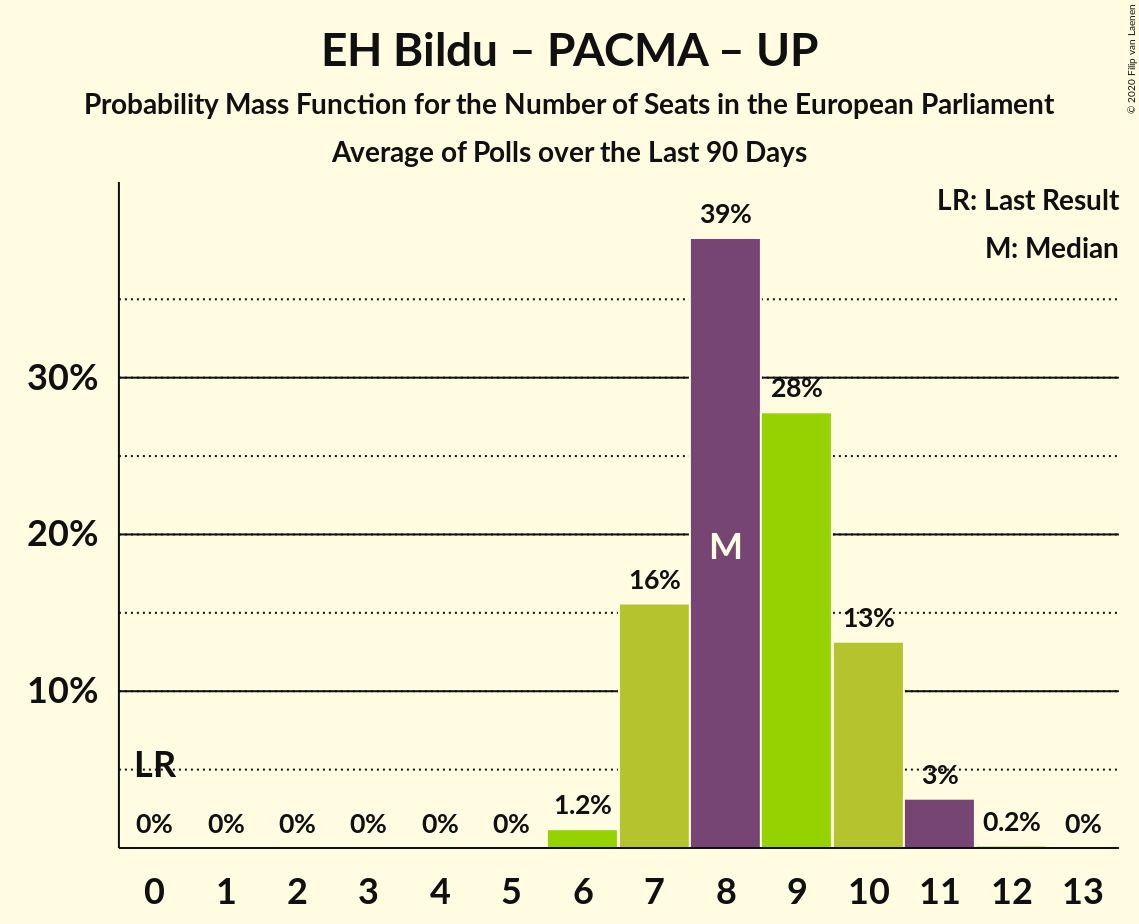 EH Bildu – PACMA – UP
Probability Mass Function for the Number of Seats in the European Parliament
Average of Polls over the Last 90 Days
© 2020 Filip van Laenen
LR: Last Result
M: Median
39%
30%
28%
20%
M
16%
13%
10%
LR
3%
1.2%
0% 0% 0% 0% 0% 0% 0.2% 0%
0 1 2 3 4 5 6 7 8 9 10 11 12 13